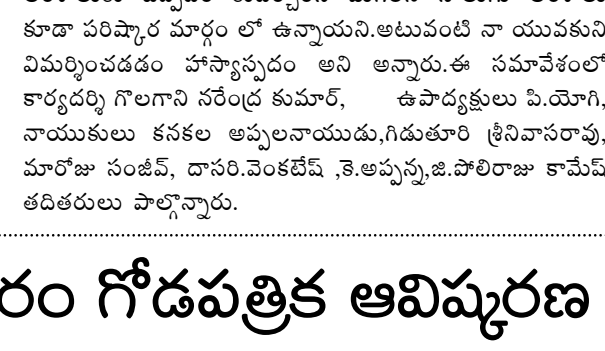 కూడా పరిష్కార మార్గం లో ఉన్నాయని.అటువంటి నా యువకుని
విమర్శించడడం హాస్యాస్పదం అని అన్నారు.ఈ సమావేశంలో
కార్యదర్శి గొలగాని నరేంద్ర కుమార్, ఉపాధ్యక్షులు పి.యోగి,
నాయుకులు కనకల అప్పలనాయుడు,గిడుతూరి శ్రీనివాసరావు,
మారోజు సంజీవ్, దాసరి.వెంకటేష్ ,కె.అప్పన్న,జి.పోలిరాజు కామేష్
తదితరులు పాల్గొన్నారు.
రం గోడపత్రిక ఆవిష్కరణ